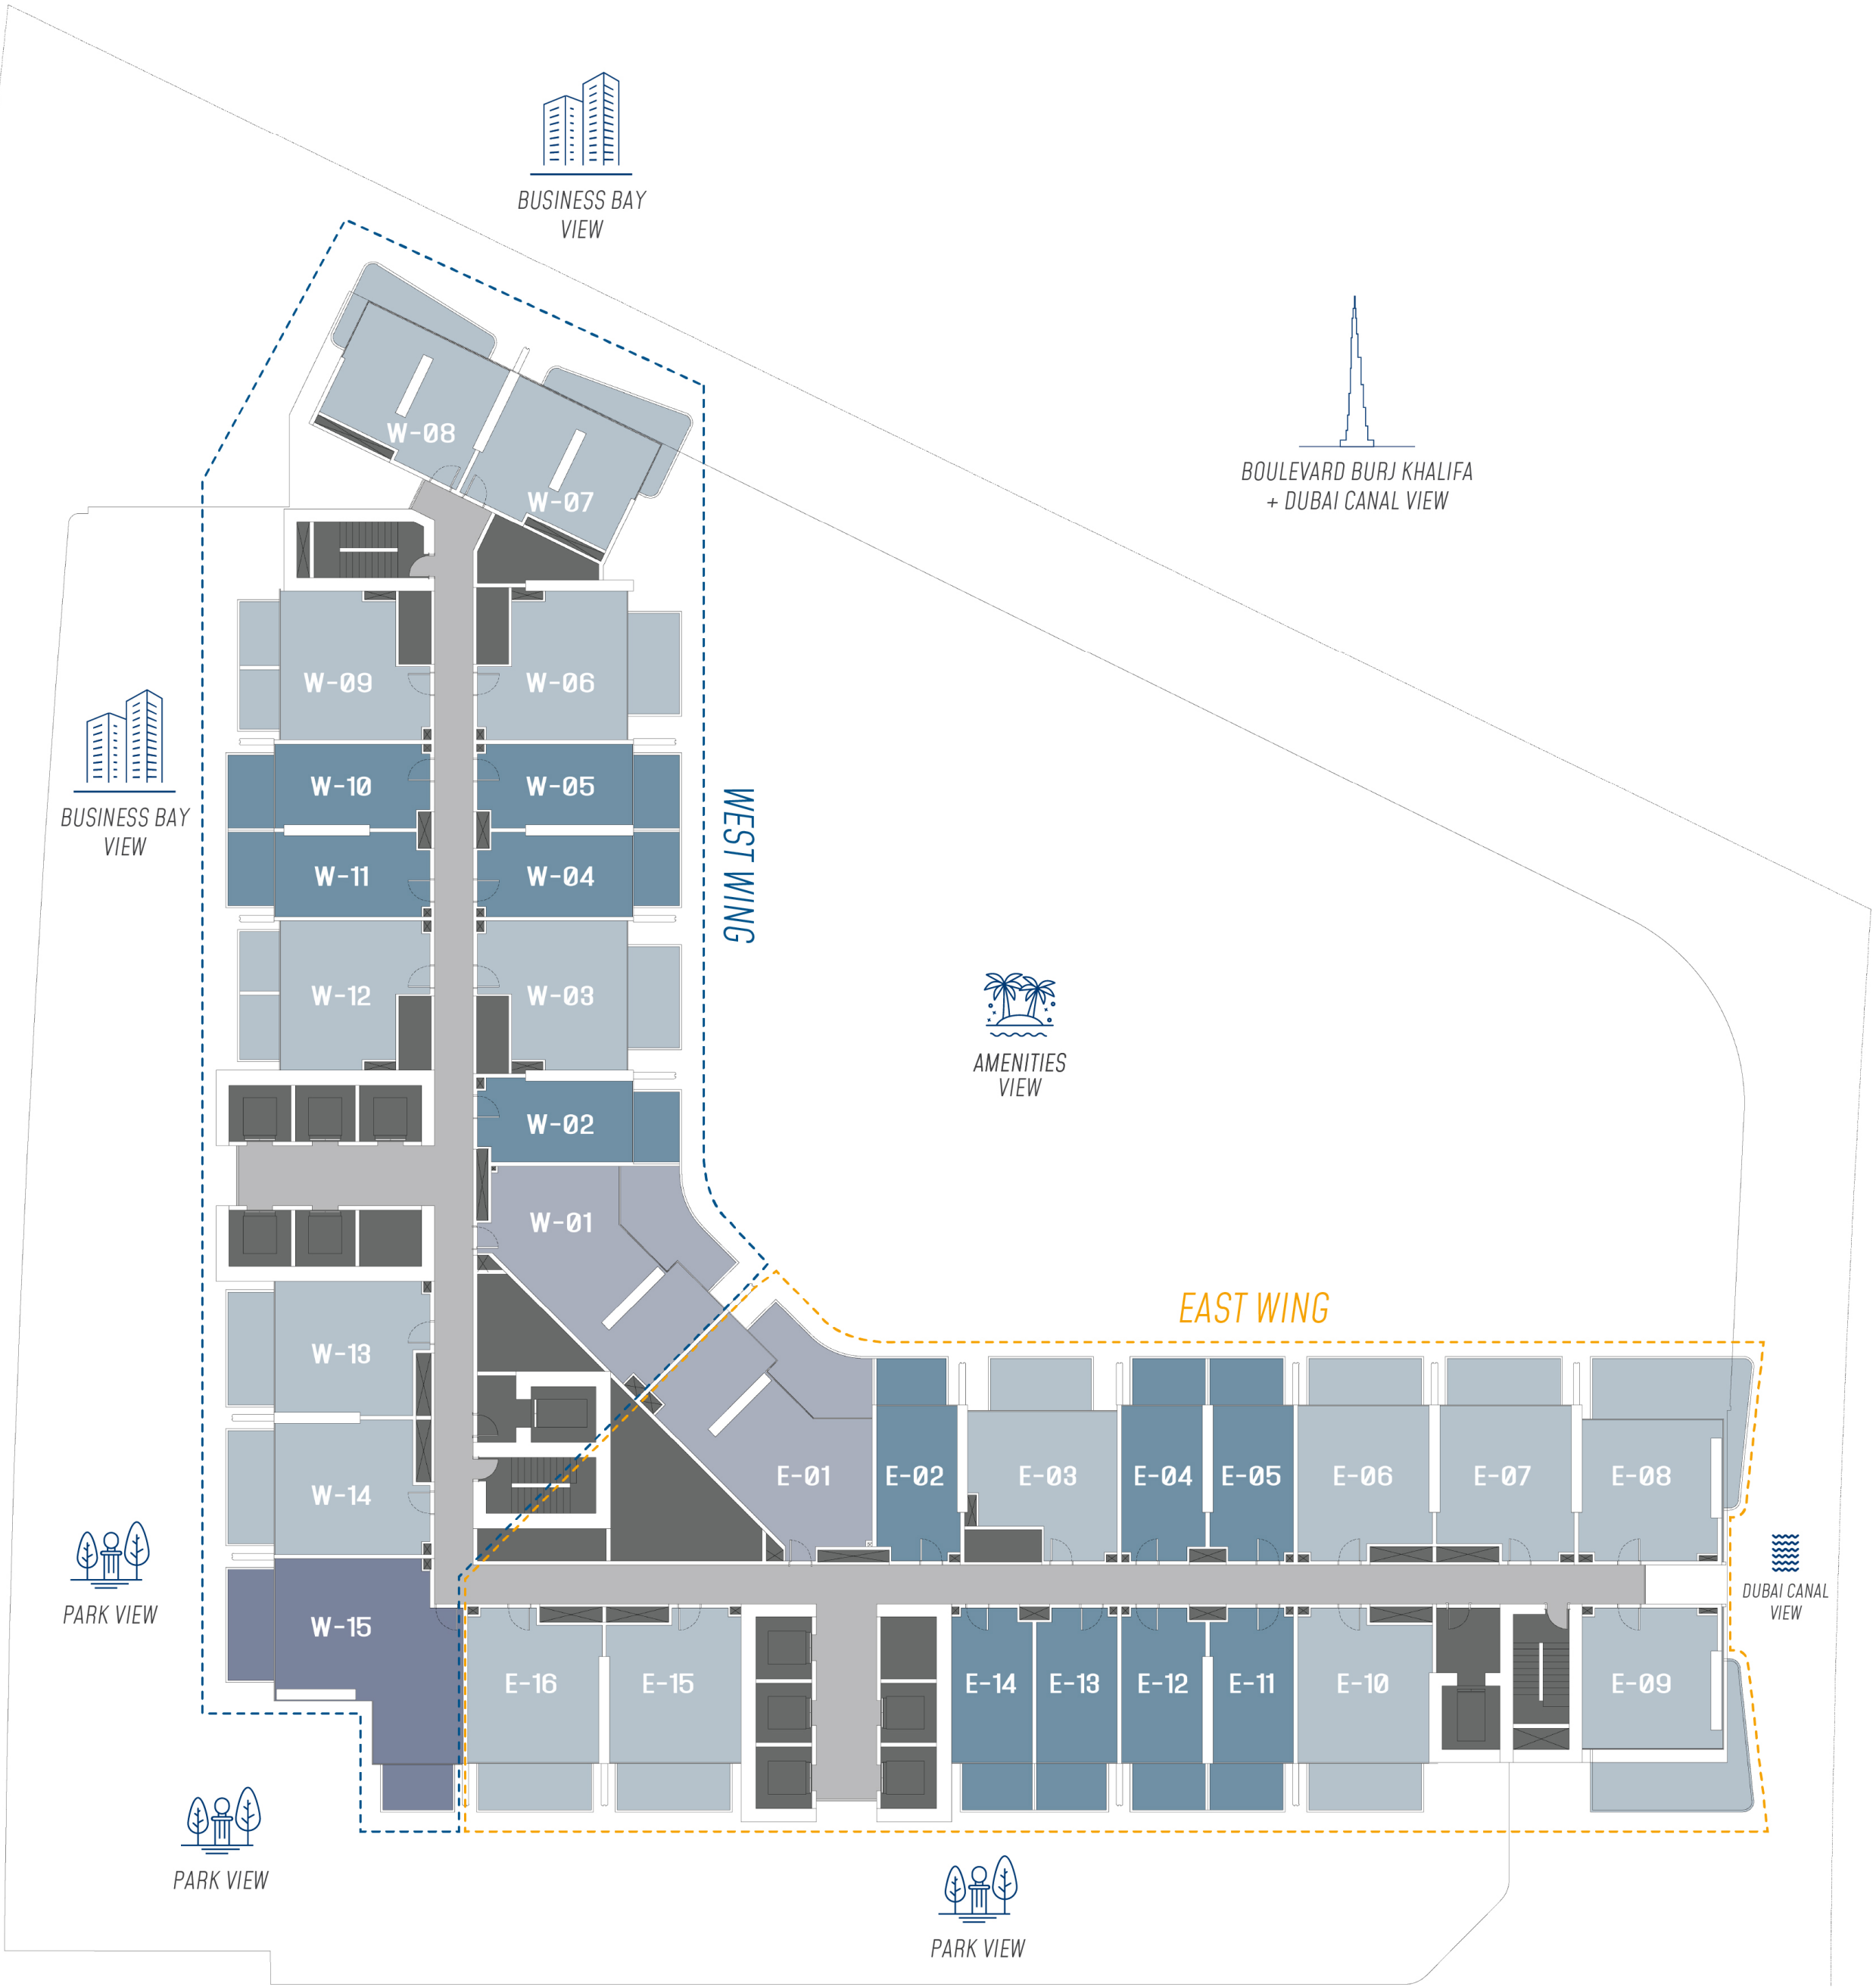 BUSINESS BAY
VIEW
BOULEVARD BURJ KHALIFA
+ DUBAI CANAL VIEW
W-08
W-07
W-09
W-06
BUSINESS BAY
VIEW
W-10
W-05
WEST WING
W-11
W-04
W-12
W-03
AMENITIES
VIEW
W-02
W-01
EAST WING
W-13
W-14
E-01
E-02
E-03
E-04
E-05
E-06
E-07
E-08
PARK VIEW
DUBAI CANAL
VIEW
W-15
E-16
E-15
E-14
E-13
E-12
E-11
E-10
E-09
PARK VIEW
PARK VIEW